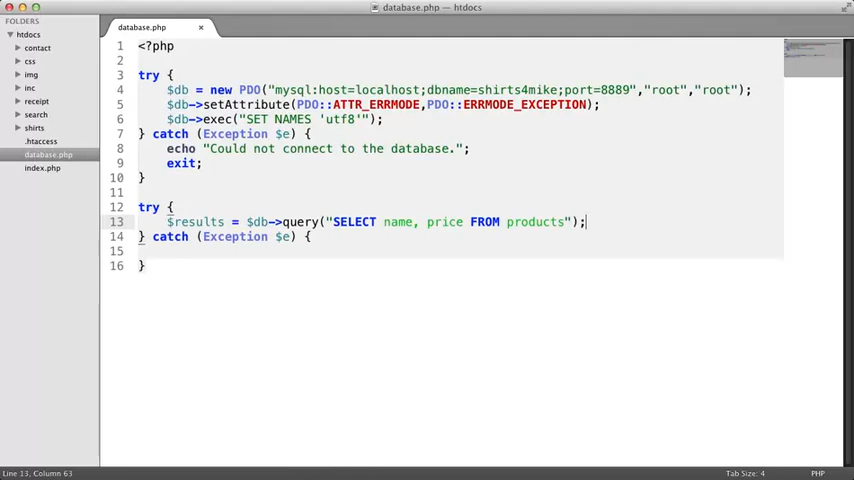 database.php — htdocs
FOLDERS
htdocs
contact
css
img
inc
receipt
search
shirts
.htaccess
database.php
index.php
database.php
1 <?php
2
3 try {
4 $db = new PDO("mysql:host=localhost;dbname=shirts4mike;port=8889","root","root");
5 $db->setAttribute(PDO::ATTR_ERRMODE,PDO::ERRMODE_EXCEPTION);
6 $db->exec("SET NAMES 'utf8'");
7 } catch (Exception $e) {
8 echo "Could not connect to the database.";
9 exit;
10 }
11
12 try {
13 $results = $db->query("SELECT name, price FROM products");
14 } catch (Exception $e) {
15
16 }
Line 13, Column 63
Tab Size: 4
PHP